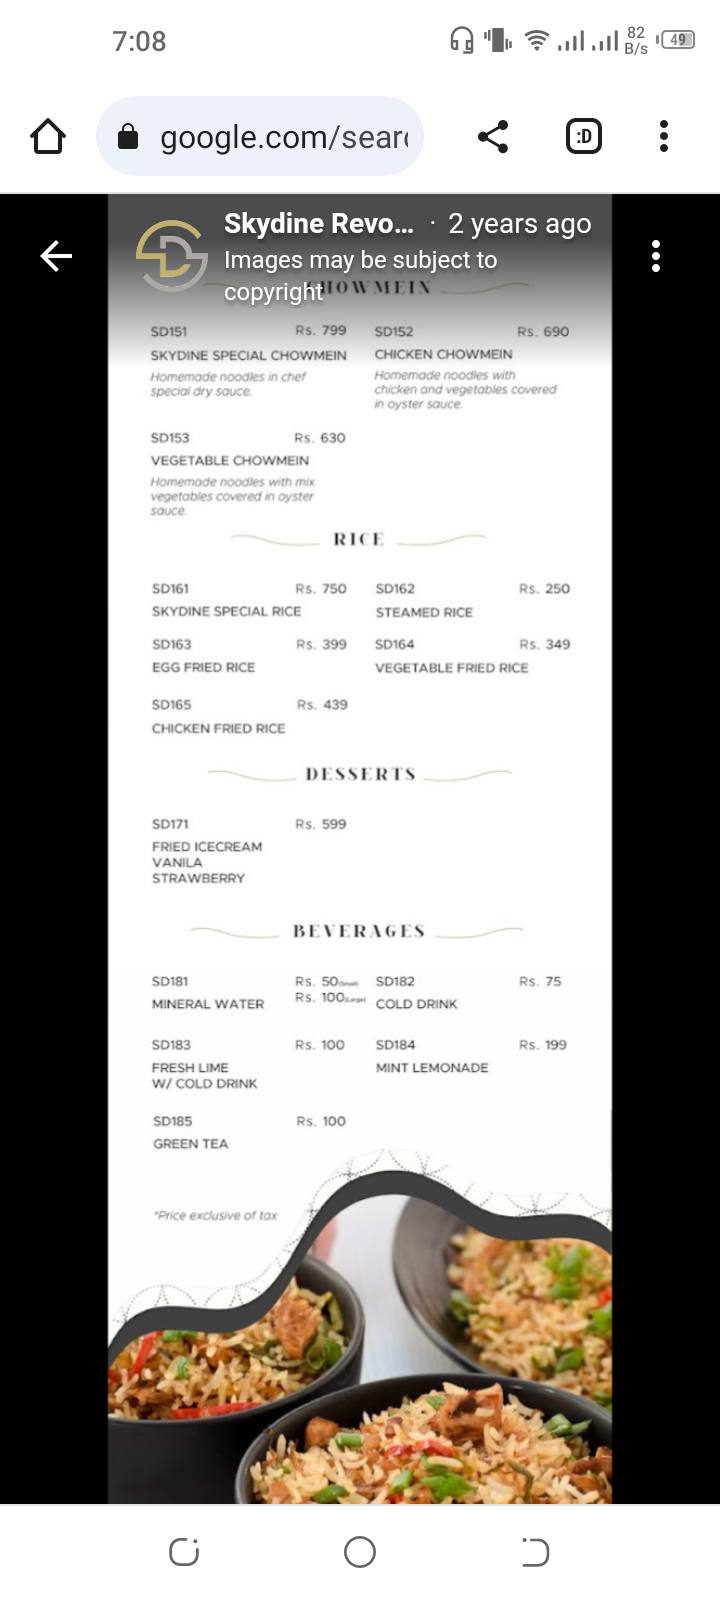 7:08
82
B/s
49
google.com/sear
:D
Skydine Revo... · 2 years ago
Images may be subject to
copyright
CHOWMEIN
SD151 Rs. 799 SD152 Rs. 690
SKYDINE SPECIAL CHOWMEIN CHICKEN CHOWMEIN
Homemade noodles in chef Homemade noodles with
special dry sauce. chicken and vegetables covered
in oyster sauce.
SD153 Rs. 630
VEGETABLE CHOWMEIN
Homemade noodles with mix
vegetables covered in oyster
sauce.
RICE
SD161 Rs. 750 SD162 Rs. 250
SKYDINE SPECIAL RICE STEAMED RICE
SD163 Rs. 399 SD164 Rs. 349
EGG FRIED RICE VEGETABLE FRIED RICE
SD165 Rs. 439
CHICKEN FRIED RICE
DESSERTS
SD171 Rs. 599
FRIED ICECREAM
VANILA
STRAWBERRY
BEVERAGES
SD181 Rs. 50(Small) SD182 Rs. 75
MINERAL WATER Rs. 100(Large) COLD DRINK
SD183 Rs. 100 SD184 Rs. 199
FRESH LIME MINT LEMONADE
W/ COLD DRINK
SD185 Rs. 100
GREEN TEA
*Price exclusive of tax